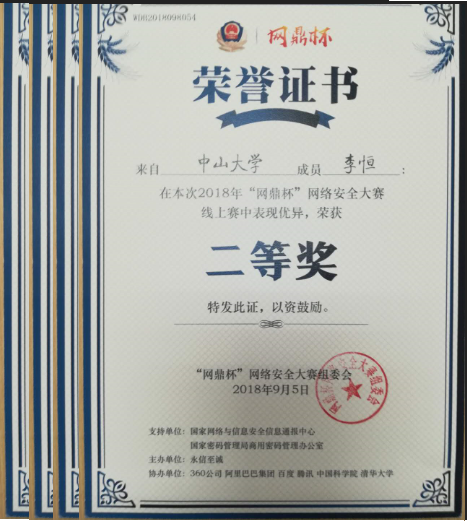 WDB2018098054
网鼎杯
荣誉证书
来自 中山大学 成员 李恒 :
在本次2018年“网鼎杯”网络安全大赛
线上赛中表现优异，荣获
二等奖
特发此证，以资鼓励。
“网鼎杯”网络安全大赛组委会
2018年9月5日
支持单位：国家网络与信息安全信息通报中心
国家密码管理局商用密码管理办公室
主办单位：永信至诚
协办单位：360公司 阿里巴巴集团 百度 腾讯 中国科学院 清华大学